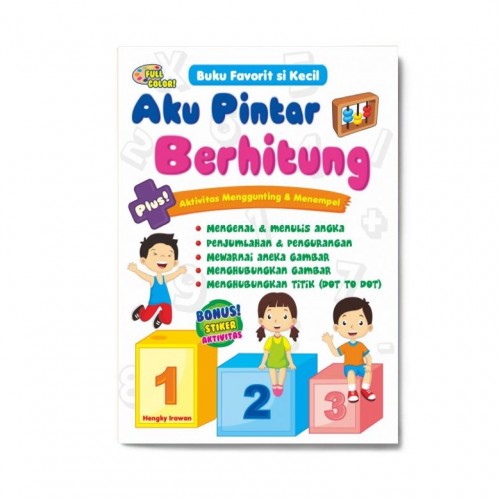 FULL
COLOR!
Buku Favorit si Kecil
Aku Pintar
Berhitung
Plus!
Aktivitas Menggunting & Menempel
• MENGENAL & MENULIS ANGKA
• PENJUMLAHAN & PENGURANGAN
• MEWARNAI ANEKA GAMBAR
• MENGHUBUNGKAN GAMBAR
• MENGHUBUNGKAN TITIK (DOT TO DOT)
BONUS!
STIKER
AKTIVITAS
1
2
3
Hengky Irawan